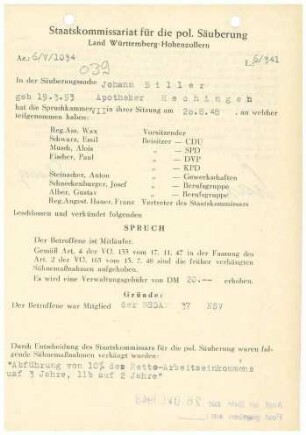 Staatskommissariat für die pol. Säuberung
Land Württemberg-Hohenzollern
Az.: 6/V/1094
039
In der Säuberungssache Johann Biller
geb 19.3.93 Apotheker Hechingen
hat die Spruchkammer VII in ihrer Sitzung am 20.8.48, an welcher
teilgenommen haben:
Reg.Ass. Wax Vorsitzender
Schwarz, Emil Beisitzer — CDU
Musch, Alois „ — SPD
Fischer, Paul „ — DVP
„ — KPD
Steinacher, Anton „ — Gewerkschaften
Schneckenburger, Josef „ — Berufsgruppe
Alber, Gustav „ — Berufsgruppe
Reg.Angest. Hauer, Franz Vertreter des Staatskommissars
beschlossen und verkündet folgenden
SPRUCH
Der Betroffene ist Mitläufer.
Gemäß Art. 4 der VO. 133 vom 17. 11. 47 in der Fassung des
Art. 2 der VO. 165 vom 13. 2. 48 sind die früher verhängten
Sühnemaßnahmen aufgehoben.
Es wird eine Verwaltungsgebühr von DM 20.— erhoben.
Gründe:
Der Betroffene war Mitglied der NSDAP 37 NSV
Durch Entscheidung des Staatskommissars für die pol. Säuberung waren folgende
Sühnemaßnahmen verhängt worden:
"Abführung von 10% des Netto-Arbeitseinkommens
auf 3 Jahre, 11b auf 2 Jahre"